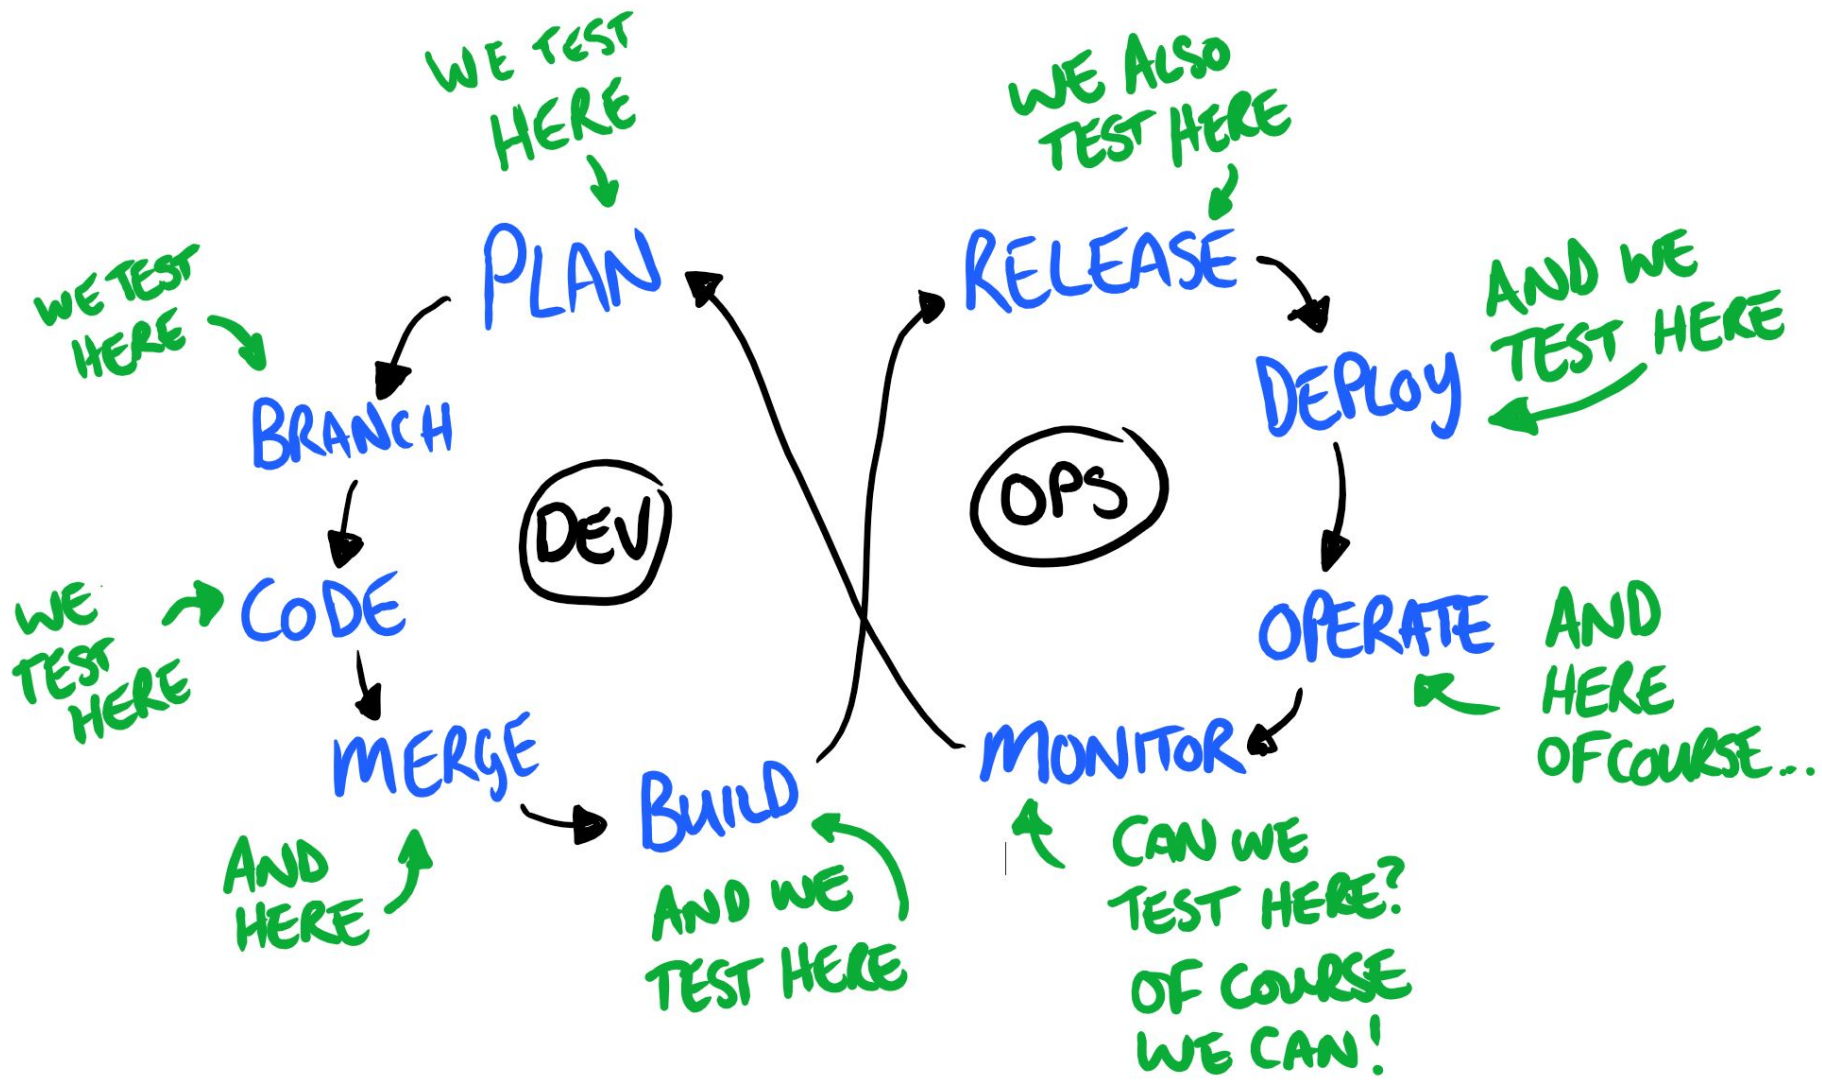 WE TEST
HERE
PLAN
WE TEST
HERE
BRANCH
WE
TEST
HERE
CODE
DEV
MERGE
AND
HERE
BUILD
AND WE
TEST HERE
WE ALSO
TEST HERE
RELEASE
AND WE
TEST HERE
DEPLOY
OPS
OPERATE
AND
HERE
OFCOURSE...
MONITOR
CAN WE
TEST HERE?
OF COURSE
WE CAN!